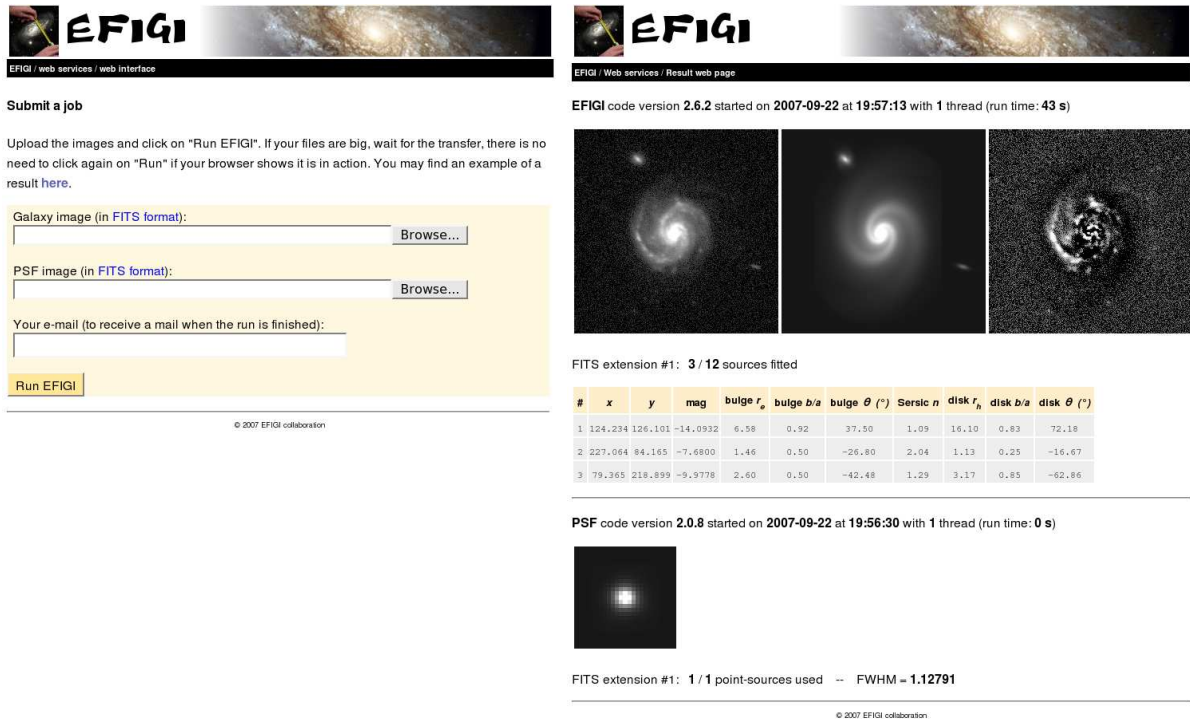 EFIGI
EFIGI / web services / web interface
Submit a job
Upload the images and click on "Run EFIGI". If your files are big, wait for the transfer, there is no
need to click again on "Run" if your browser shows it is in action. You may find an example of a
result here.
Galaxy image (in FITS format):
Browse...
PSF image (in FITS format):
Browse...
Your e-mail (to receive a mail when the run is finished):
Run EFIGI
© 2007 EFIGI collaboration
EFIGI
EFIGI / Web services / Result web page
EFIGI code version 2.6.2 started on 2007-09-22 at 19:57:13 with 1 thread (run time: 43 s)
FITS extension #1: 3 / 12 sources fitted
# x y mag bulge re bulge b/a bulge θ (°) Sersic n disk rh disk b/a disk θ (°)
1 124.234 126.101 -14.0932 6.58 0.92 37.50 1.09 16.10 0.83 72.18
2 227.064 84.165 -7.6800 1.46 0.50 -26.80 2.04 1.13 0.25 -16.67
3 79.365 218.899 -9.9778 2.60 0.50 -42.48 1.29 3.17 0.85 -62.86
PSF code version 2.0.8 started on 2007-09-22 at 19:56:30 with 1 thread (run time: 0 s)
FITS extension #1: 1 / 1 point-sources used -- FWHM = 1.12791
© 2007 EFIGI collaboration